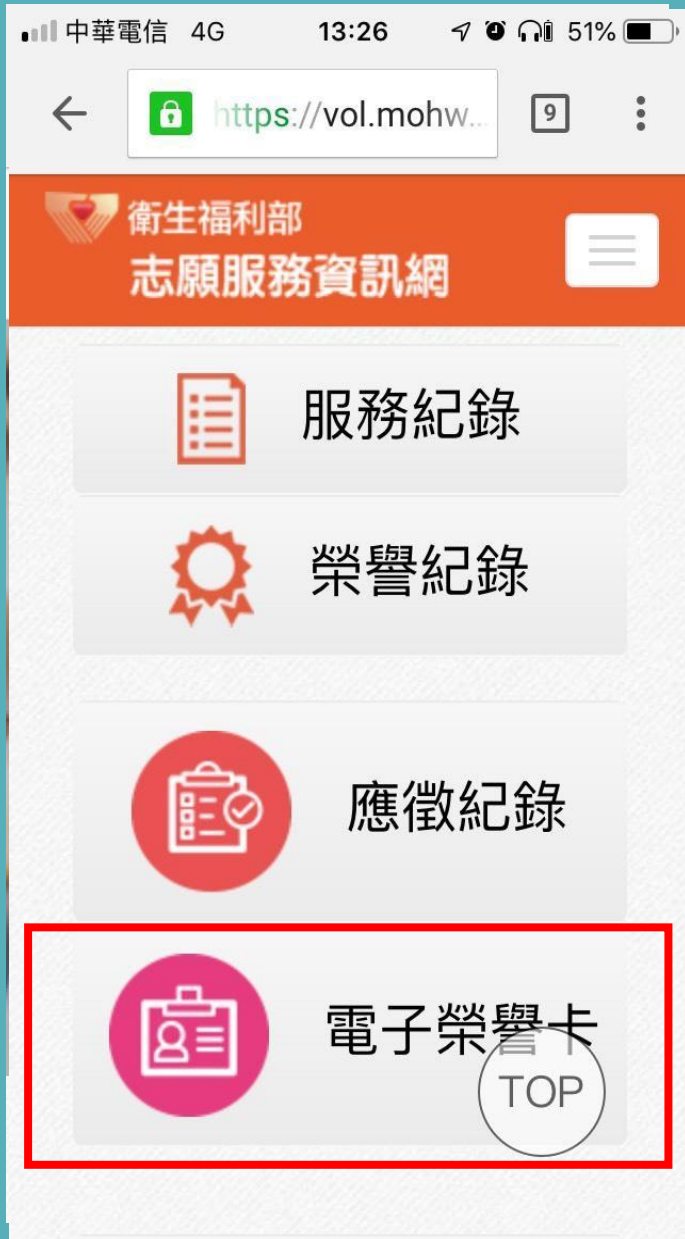 中華電信 4G 13:26 51%
https://vol.mohw... 9
衛生福利部
志願服務資訊網
服務紀錄
榮譽紀錄
應徵紀錄
電子榮譽卡
TOP